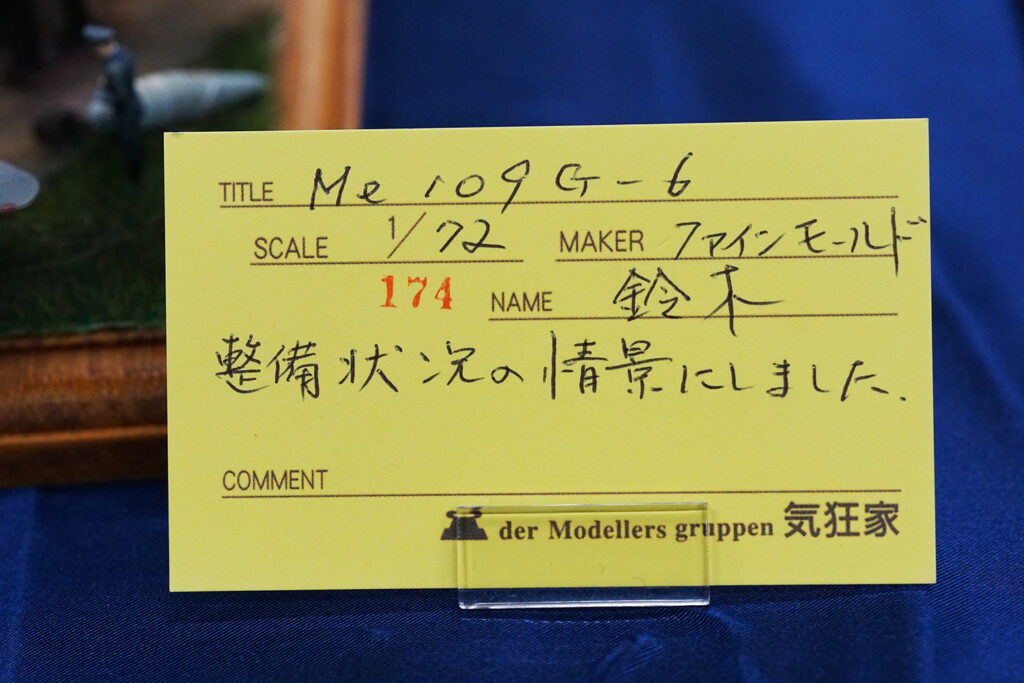 TITLE Me 109 G-6
SCALE 1/72 MAKER ファインモールド
174 NAME 鈴木
整備状況の情景にしました.
COMMENT
der Modellers gruppen 気狂家